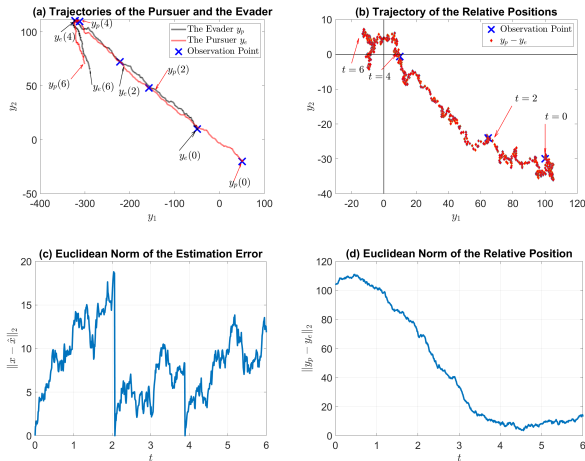 (a) Trajectories of the Pursuer and the Evader
The Evader y_p
The Pursuer y_e
Observation Point
y_e(4)
y_p(4)
y_p(6)
y_e(6)
y_e(2)
y_p(2)
y_e(0)
y_p(0)
100
50
0
-50
y_2
-400 -300 -200 -100 0 100
y_1
(b) Trajectory of the Relative Positions
Observation Point
y_p − y_e
t = 6
t = 4
t = 2
t = 0
10
0
-10
-20
-30
-40
y_2
-20 0 20 40 60 80 100 120
y_1
(c) Euclidean Norm of the Estimation Error
20
15
10
5
0
‖x − x̂‖_2
0 1 2 3 4 5 6
t
(d) Euclidean Norm of the Relative Position
120
100
80
60
40
20
0
‖y_p − y_e‖_2
0 1 2 3 4 5 6
t